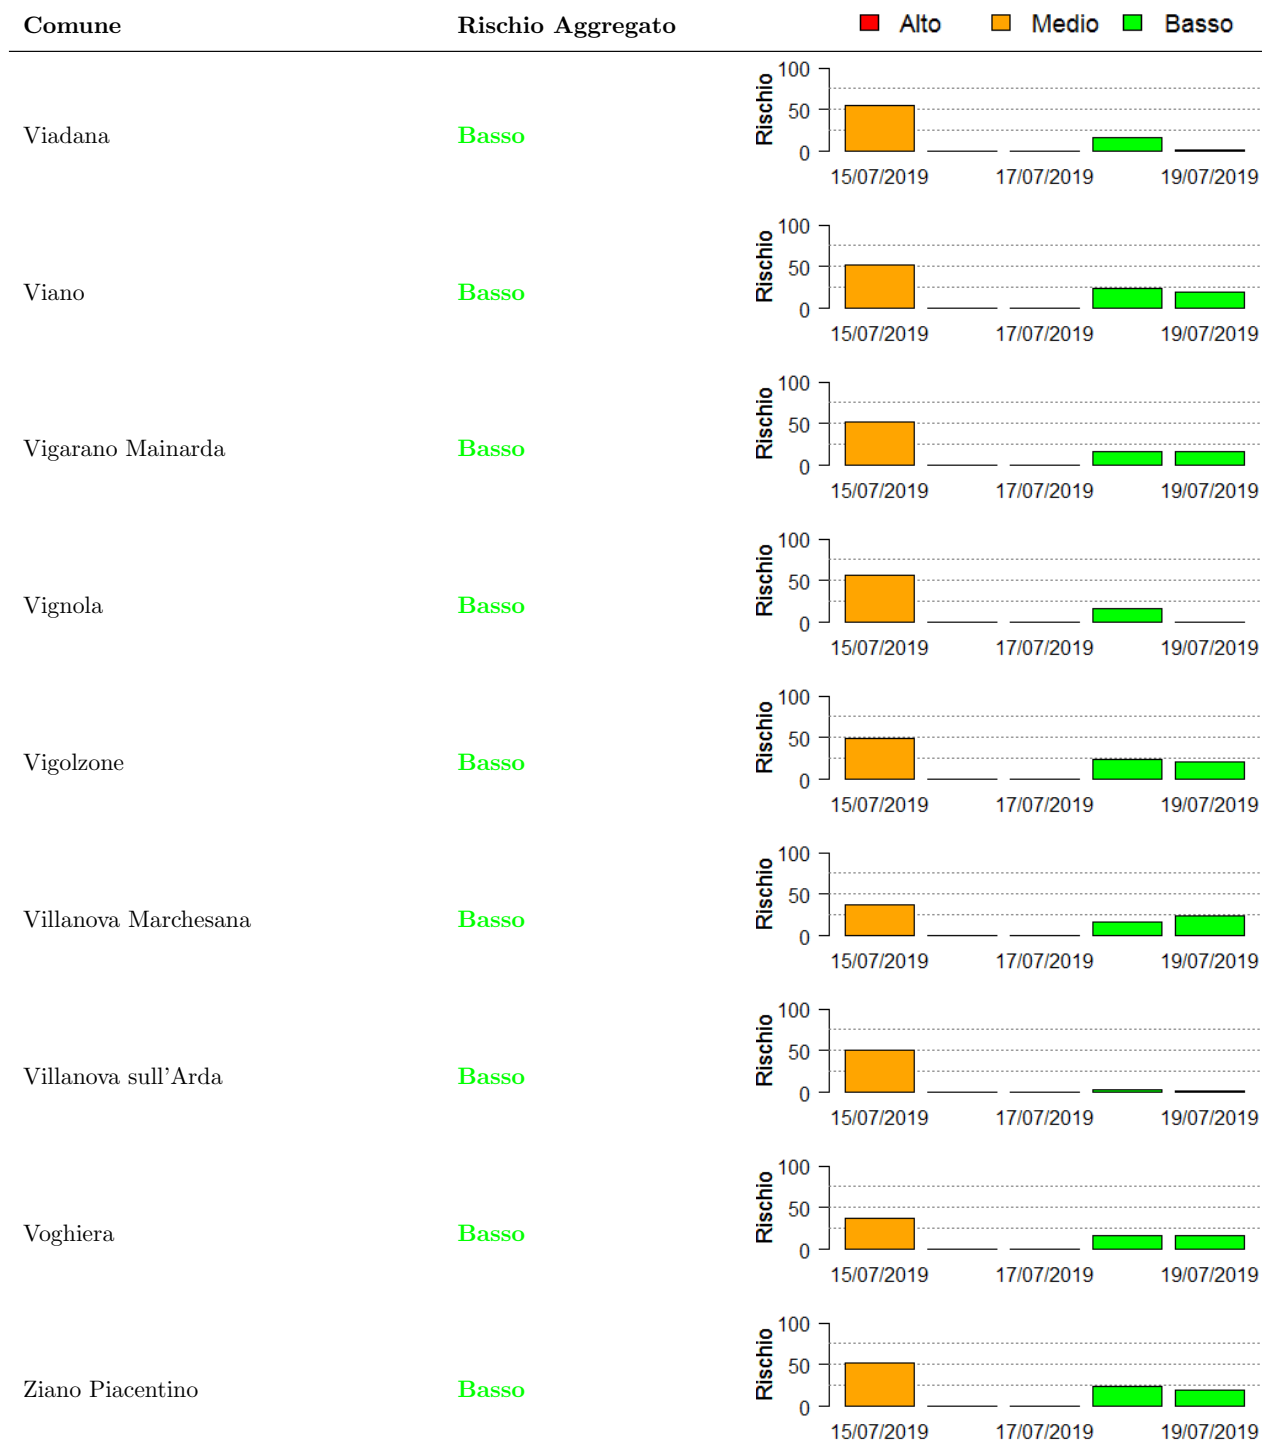 Comune Rischio Aggregato Alto Medio Basso
Viadana Basso
Rischio
100
50
0
15/07/2019 17/07/2019 19/07/2019
Viano Basso
Rischio
100
50
0
15/07/2019 17/07/2019 19/07/2019
Vigarano Mainarda Basso
Rischio
100
50
0
15/07/2019 17/07/2019 19/07/2019
Vignola Basso
Rischio
100
50
0
15/07/2019 17/07/2019 19/07/2019
Vigolzone Basso
Rischio
100
50
0
15/07/2019 17/07/2019 19/07/2019
Villanova Marchesana Basso
Rischio
100
50
0
15/07/2019 17/07/2019 19/07/2019
Villanova sull'Arda Basso
Rischio
100
50
0
15/07/2019 17/07/2019 19/07/2019
Voghiera Basso
Rischio
100
50
0
15/07/2019 17/07/2019 19/07/2019
Ziano Piacentino Basso
Rischio
100
50
0
15/07/2019 17/07/2019 19/07/2019